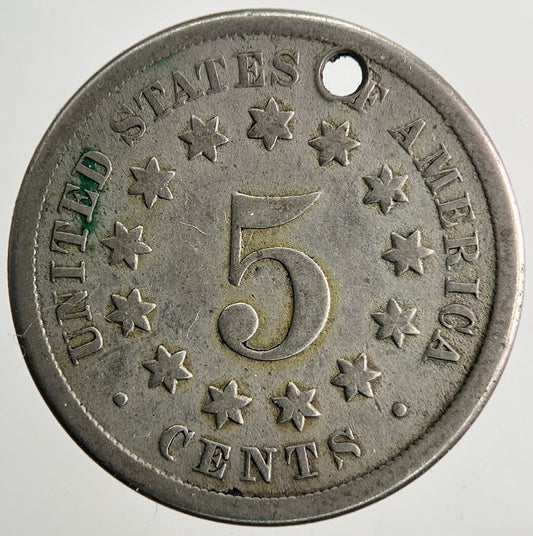 UNITED STATES OF AMERICA
5
CENTS